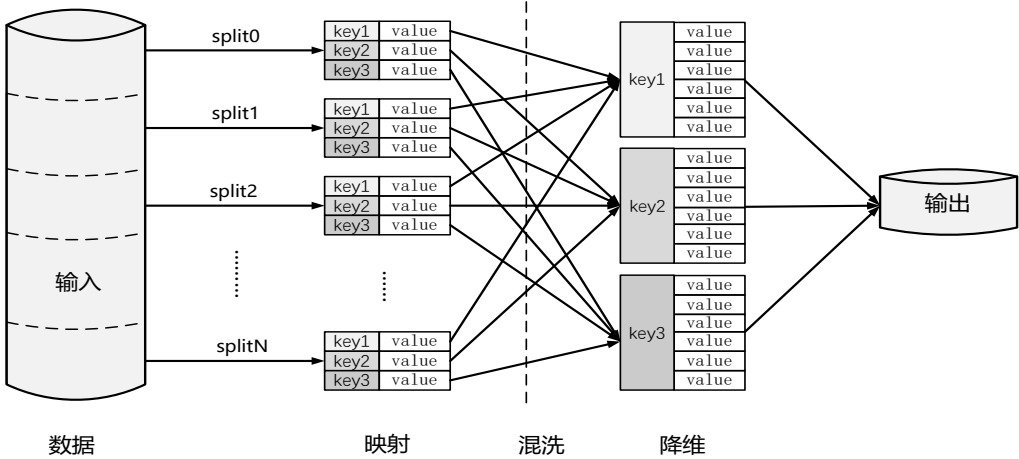 split0
key1 value
key2 value
key3 value
split1
key1 value
key2 value
key3 value
split2
key1 value
key2 value
key3 value
……
……
splitN
key1 value
key2 value
key3 value
输入
key1
value
value
value
value
value
value
key2
value
value
value
value
value
value
key3
value
value
value
value
value
value
输出
数据 映射 混洗 降维